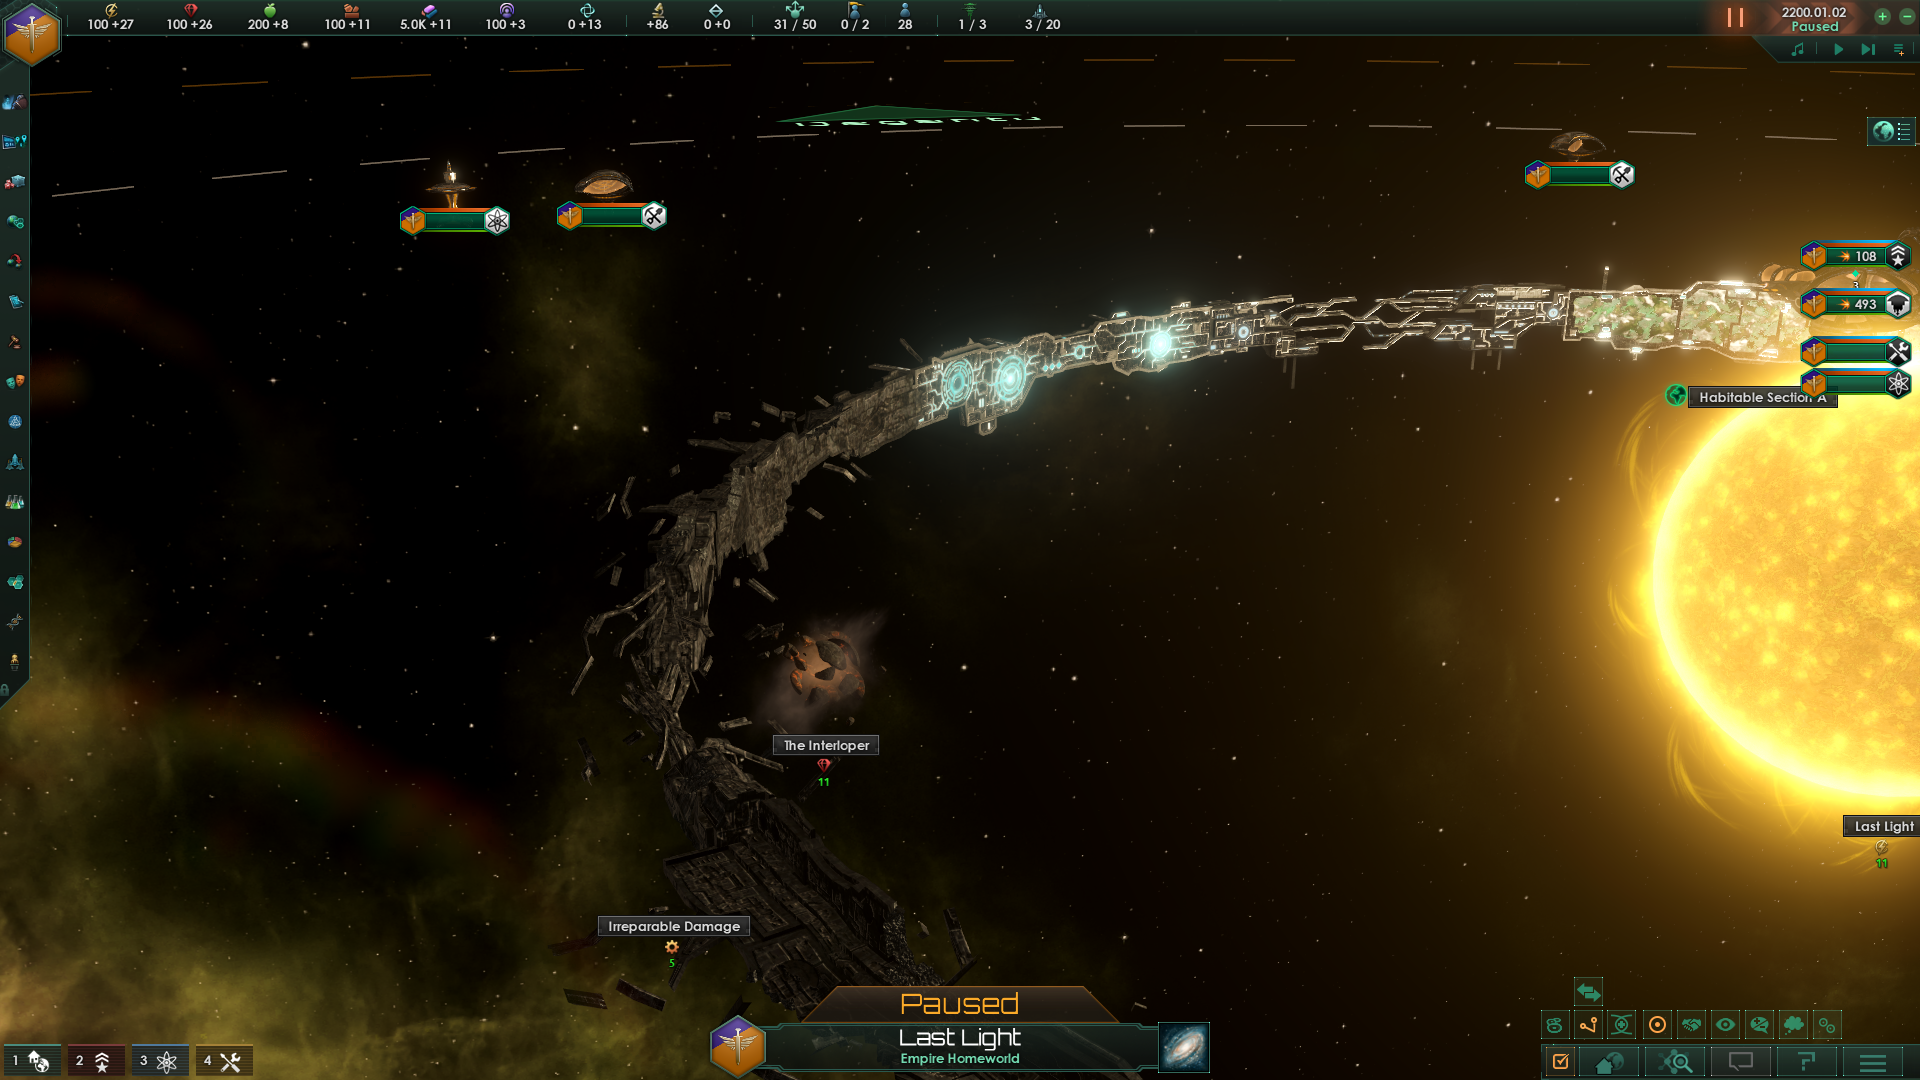 100 +27
100 +26
200 +8
100 +11
5.0K +11
100 +3
0 +13
+86
0 +0
31 / 50
0 / 2
28
1 / 3
3 / 20
2200.01.02
Paused
108
3
493
Habitable Section A
The Interloper
11
Last Light
11
Irreparable Damage
5
Paused
Last Light
Empire Homeworld
1
2
3
4